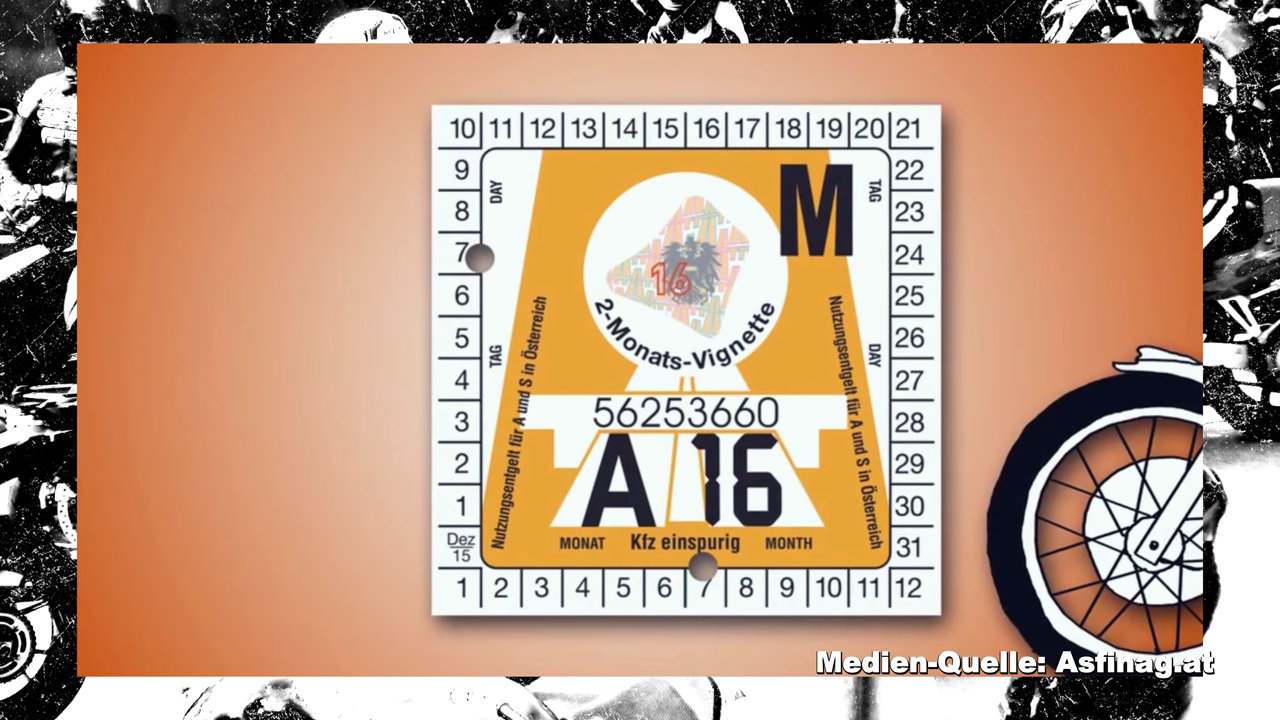 10 11 12 13 14 15 16 17 18 19 20 21
9
8
7
6
5
4
3
2
1
Dez
15
DAY
TAG
Nutzungsentgelt für A und S in Österreich
M
16
2-Monats-Vignette
56253660
A 16
MONAT Kfz einspurig MONTH
TAG
DAY
Nutzungsentgelt für A und S in Österreich
22
23
24
25
26
27
28
29
30
31
1 2 3 4 5 6 7 8 9 10 11 12
Medien-Quelle: Asfinag.at